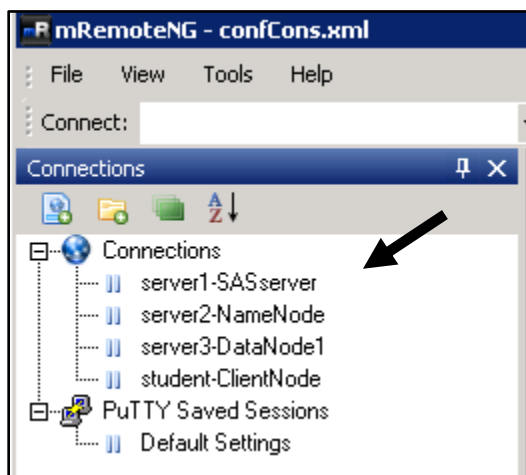 mRemoteNG - confCons.xml
File View Tools Help
Connect:
Connections
Connections
server1-SASserver
server2-NameNode
server3-DataNode1
student-ClientNode
PuTTY Saved Sessions
Default Settings